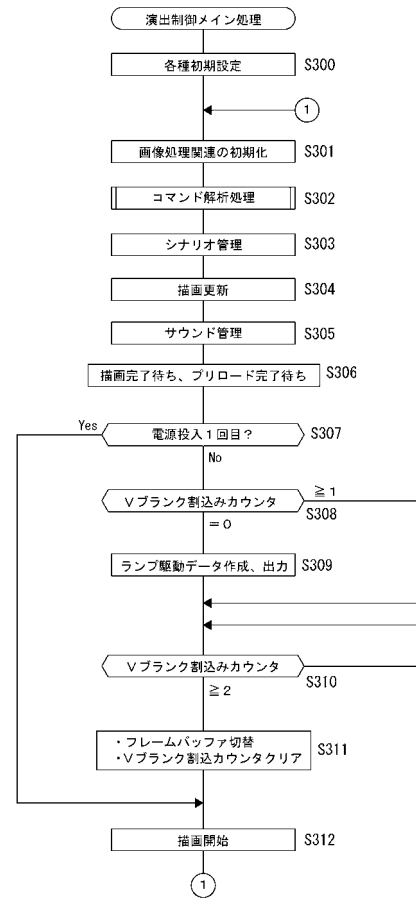 演出制御メイン処理
各種初期設定 S300
1
画像処理関連の初期化 S301
コマンド解析処理 S302
シナリオ管理 S303
描画更新 S304
サウンド管理 S305
描画完了待ち、プリロード完了待ち S306
Yes 電源投入1回目? S307
No
Vブランク割込みカウンタ ≧1
S308
=0
ランプ駆動データ作成、出力 S309
Vブランク割込みカウンタ
S310
≧2
・フレームバッファ切替
・Vブランク割込カウンタクリア S311
描画開始 S312
1